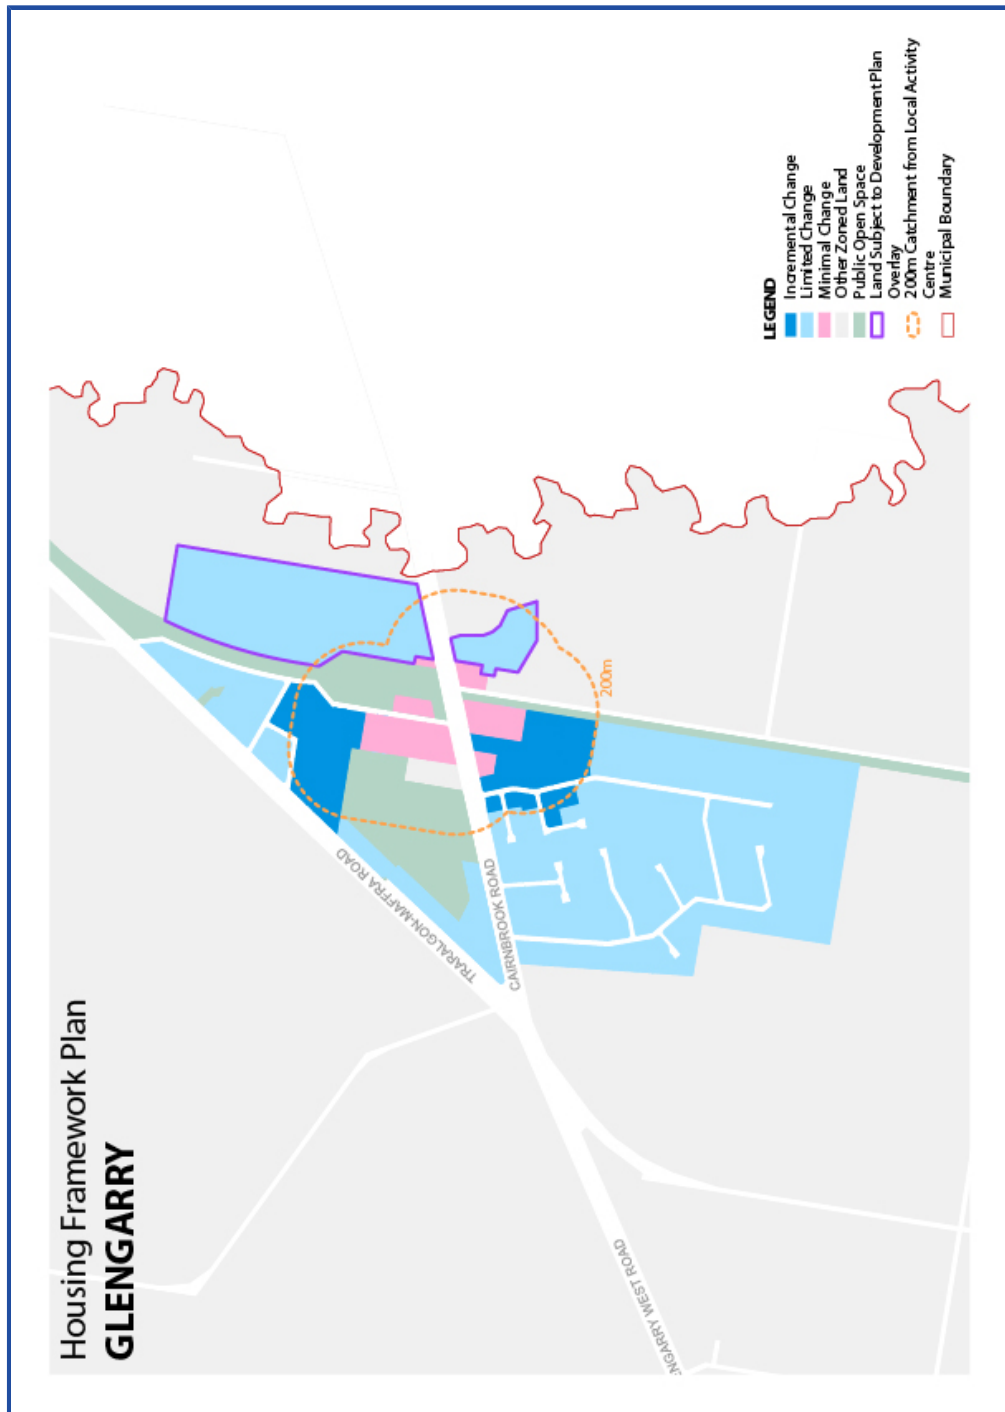 Housing Framework Plan
GLENGARRY
TRARALGON-MAFFRA ROAD
CAIRNBROOK ROAD
ENGARRY WEST ROAD
200m
LEGEND
Incremental Change
Limited Change
Minimal Change
Other Zoned Land
Public Open Space
Land Subject to Development Plan
Overlay
200m Catchment from Local Activity
Centre
Municipal Boundary